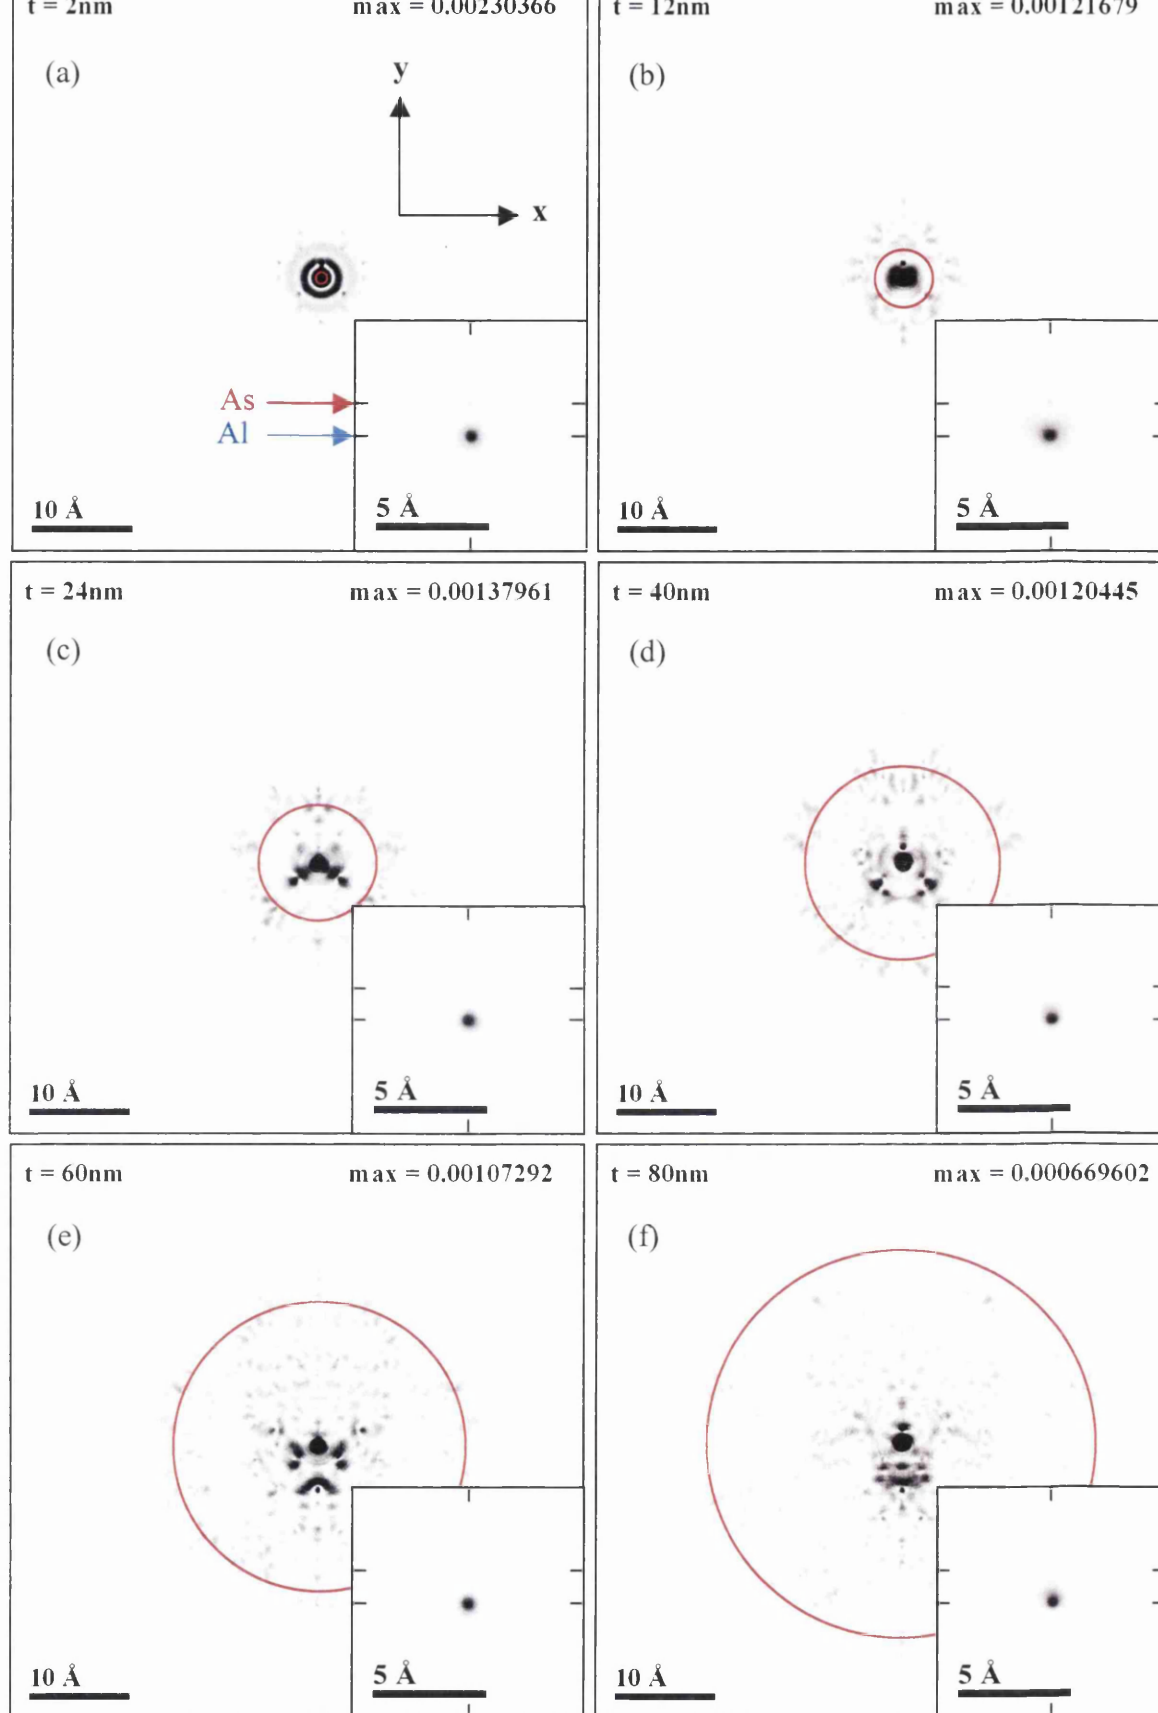 t = 2nm max = 0.00230366
(a)
y
x
As
Al
10 Å
5 Å
t = 12nm max = 0.00121679
(b)
10 Å
5 Å
t = 24nm max = 0.00137961
(c)
10 Å
5 Å
t = 40nm max = 0.00120445
(d)
10 Å
5 Å
t = 60nm max = 0.00107292
(e)
10 Å
5 Å
t = 80nm max = 0.000669602
(f)
10 Å
5 Å